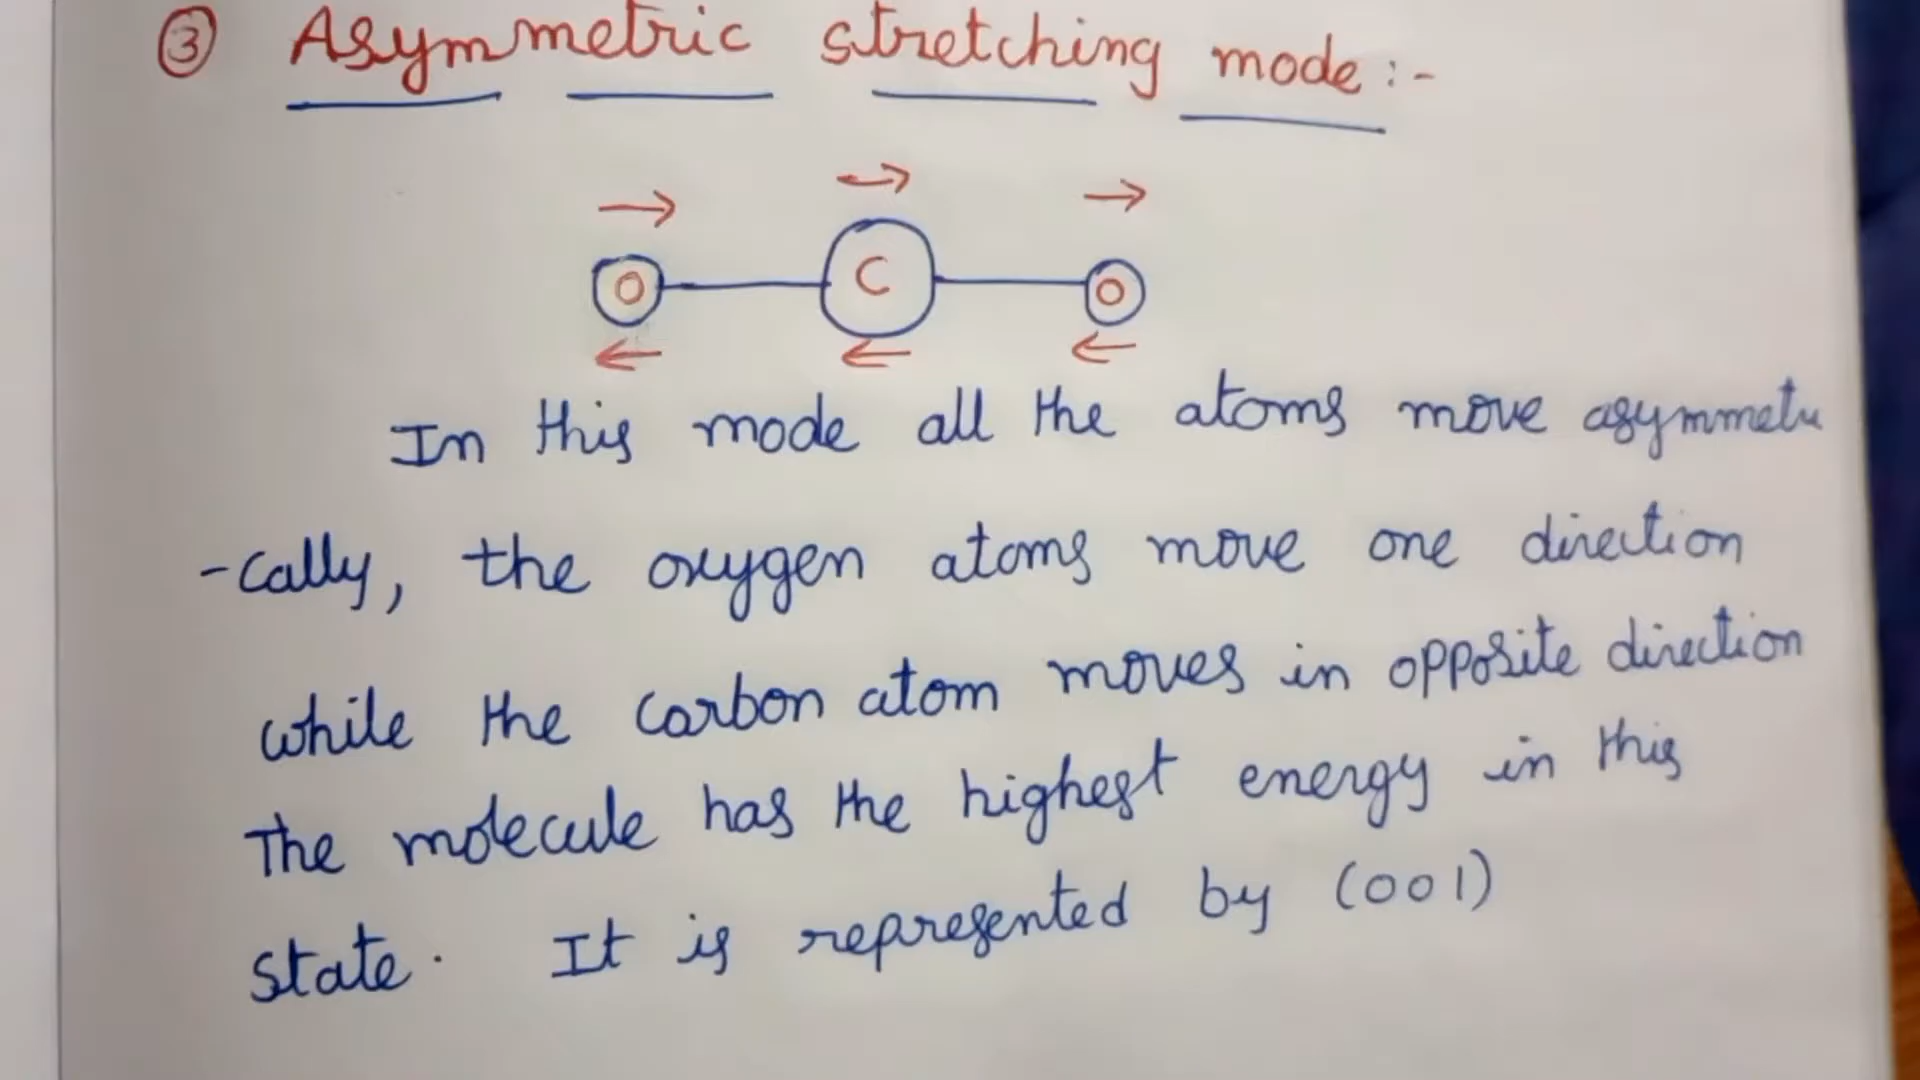 ③ Asymmetric stretching mode:-
→ → →
O C O
← ← ←
In this mode all the atoms move asymmetri
-cally, the oxygen atoms move one direction
while the carbon atom moves in opposite direction
The molecule has the highest energy in this
state. It is represented by (001)